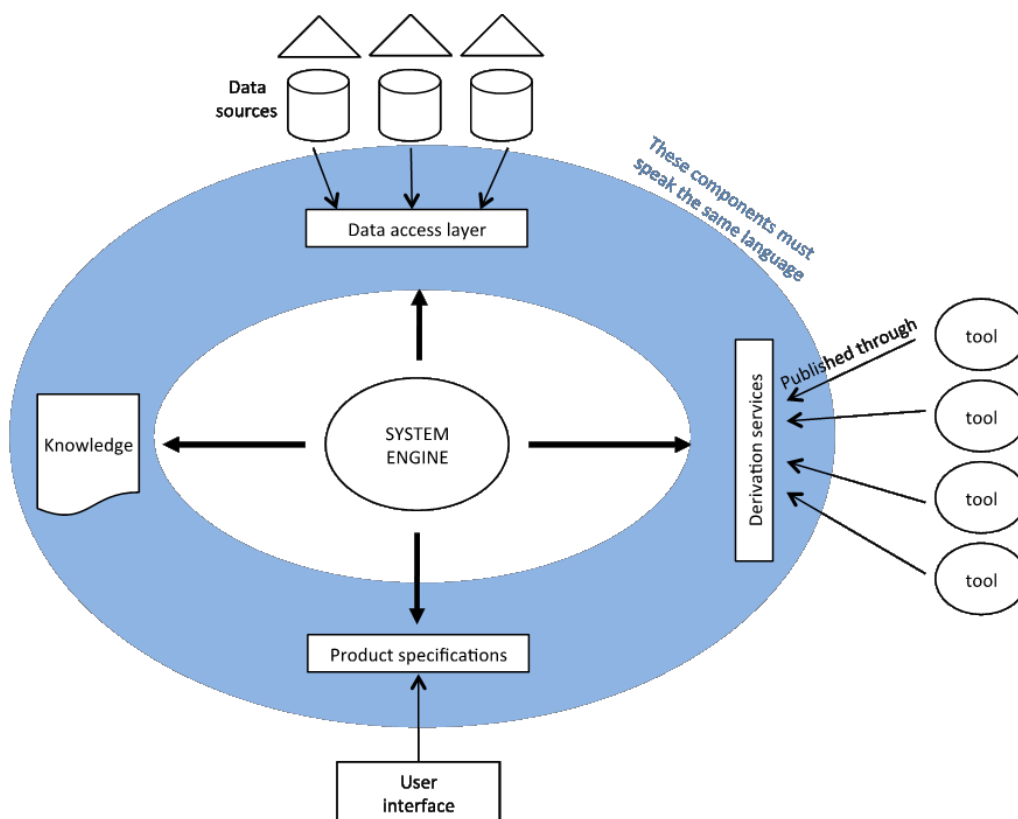 Data
sources
These components must
speak the same language
Data access layer
Published through
tool
tool
tool
tool
Knowledge
SYSTEM
ENGINE
Derivation services
Product specifications
User
interface